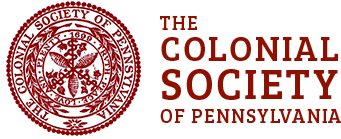 THE COLONIAL SOCIETY OF PENNSYLVANIA
THE
COLONIAL
SOCIETY
OF PENNSYLVANIA